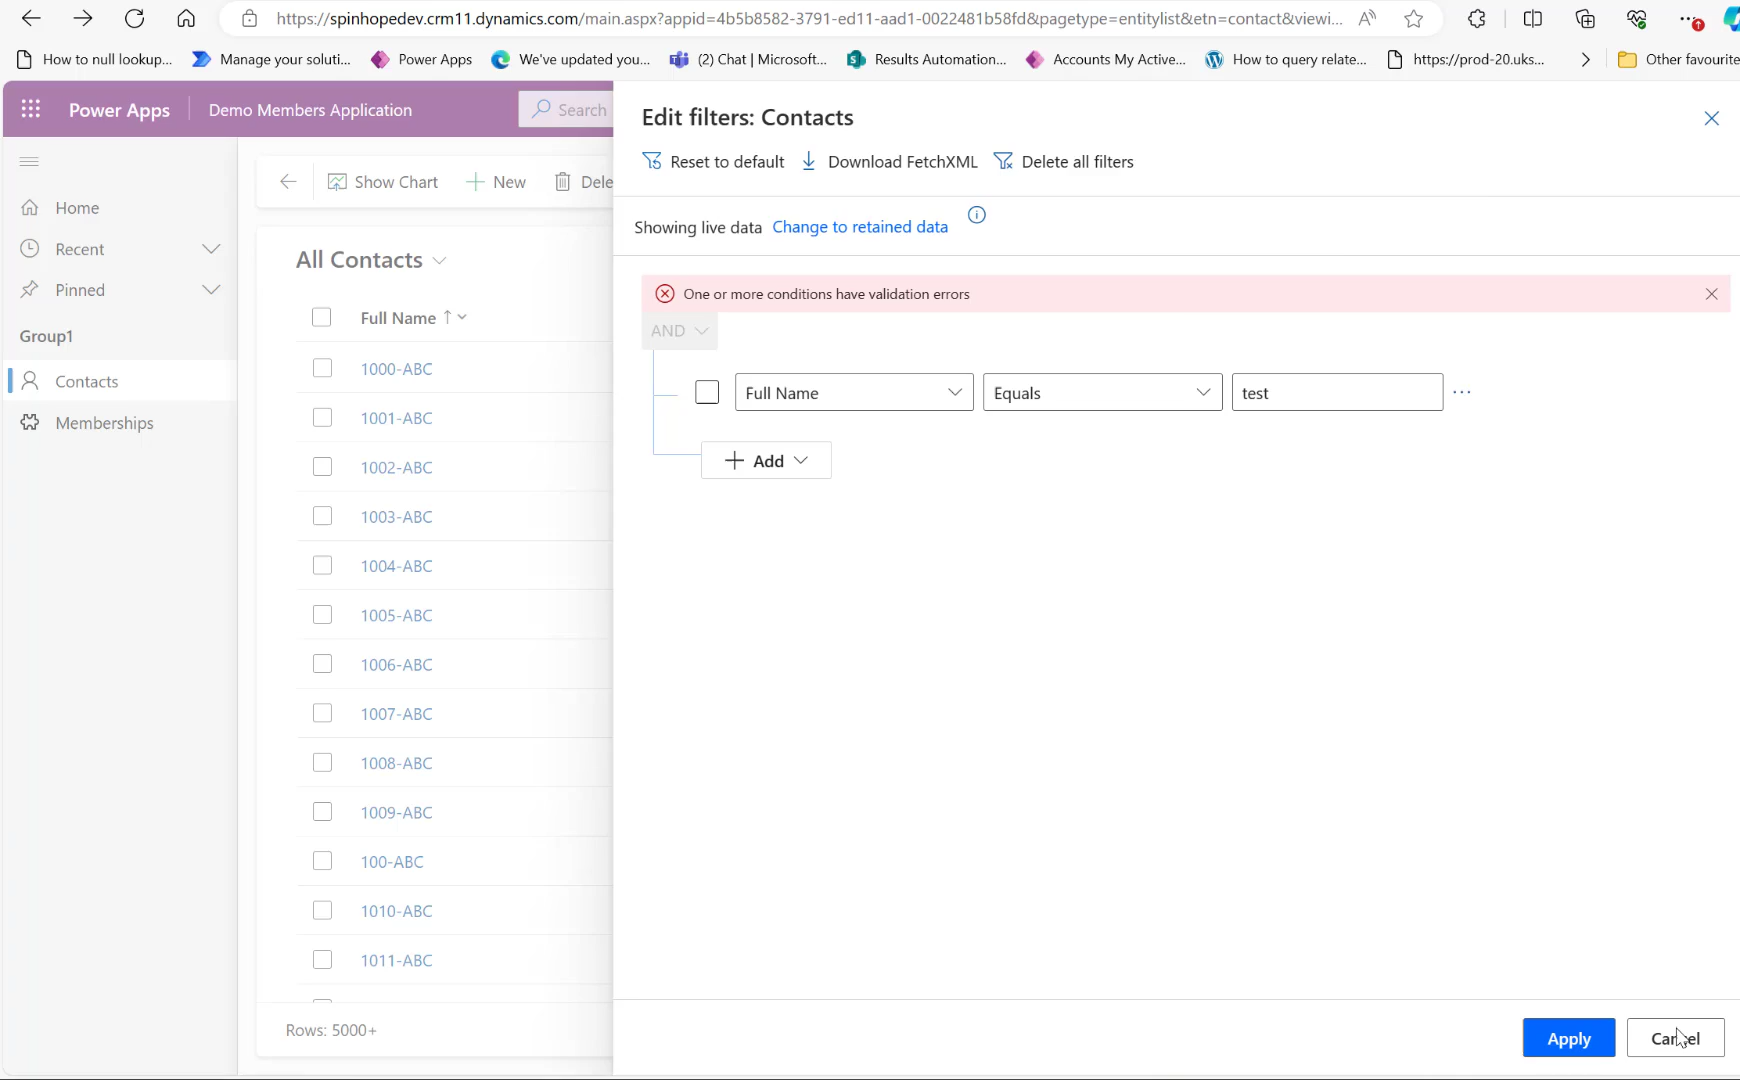 https://spinhopedev.crm11.dynamics.com/main.aspx?appid=4b5b8582-3791-ed11-aad1-0022481b58fd&pagetype=entitylist&etn=contact&viewi...
How to null lookup... Manage your soluti... Power Apps We've updated you... (2) Chat | Microsoft... Results Automation... Accounts My Active... How to query relate... https://prod-20.uks... Other favourite
Power Apps Demo Members Application Search
Edit filters: Contacts
Reset to default Download FetchXML Delete all filters
Showing live data Change to retained data
One or more conditions have validation errors
AND
Full Name Equals test ...
Add
Apply Cancel
Home
Recent
Pinned
Group1
Contacts
Memberships
Show Chart New Dele
All Contacts
Full Name
1000-ABC
1001-ABC
1002-ABC
1003-ABC
1004-ABC
1005-ABC
1006-ABC
1007-ABC
1008-ABC
1009-ABC
100-ABC
1010-ABC
1011-ABC
Rows: 5000+